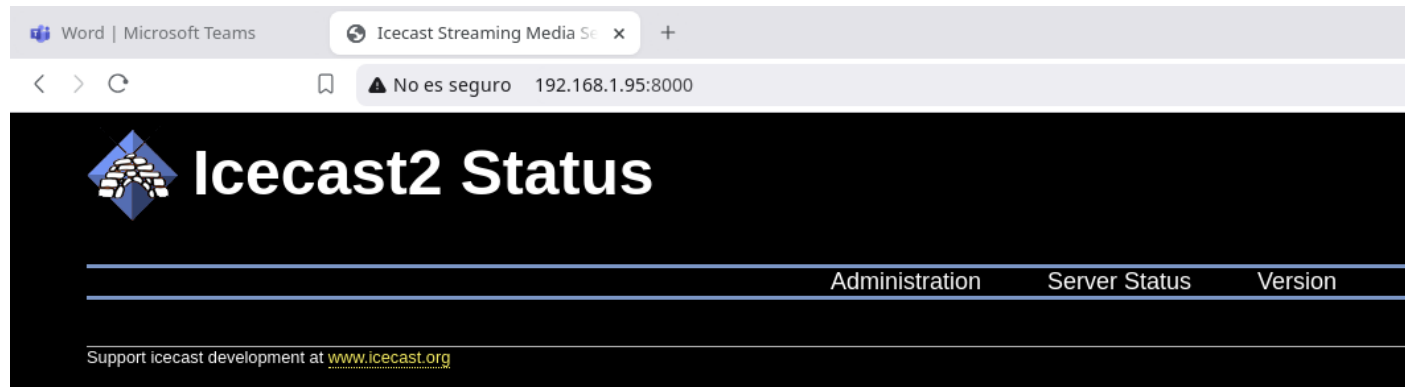 Word | Microsoft Teams
Icecast Streaming Media Se
No es seguro 192.168.1.95:8000
Icecast2 Status
Administration Server Status Version
Support icecast development at www.icecast.org